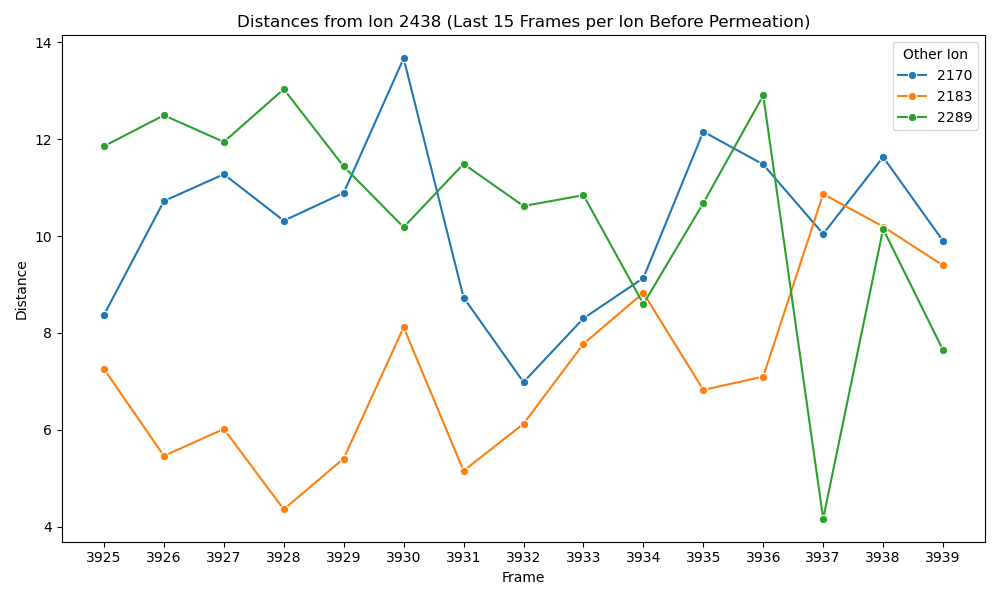 Distances from Ion 2438 (Last 15 Frames per Ion Before Permeation)
Other Ion
2170
2183
2289
Distance
14
12
10
8
6
4
3925 3926 3927 3928 3929 3930 3931 3932 3933 3934 3935 3936 3937 3938 3939
Frame